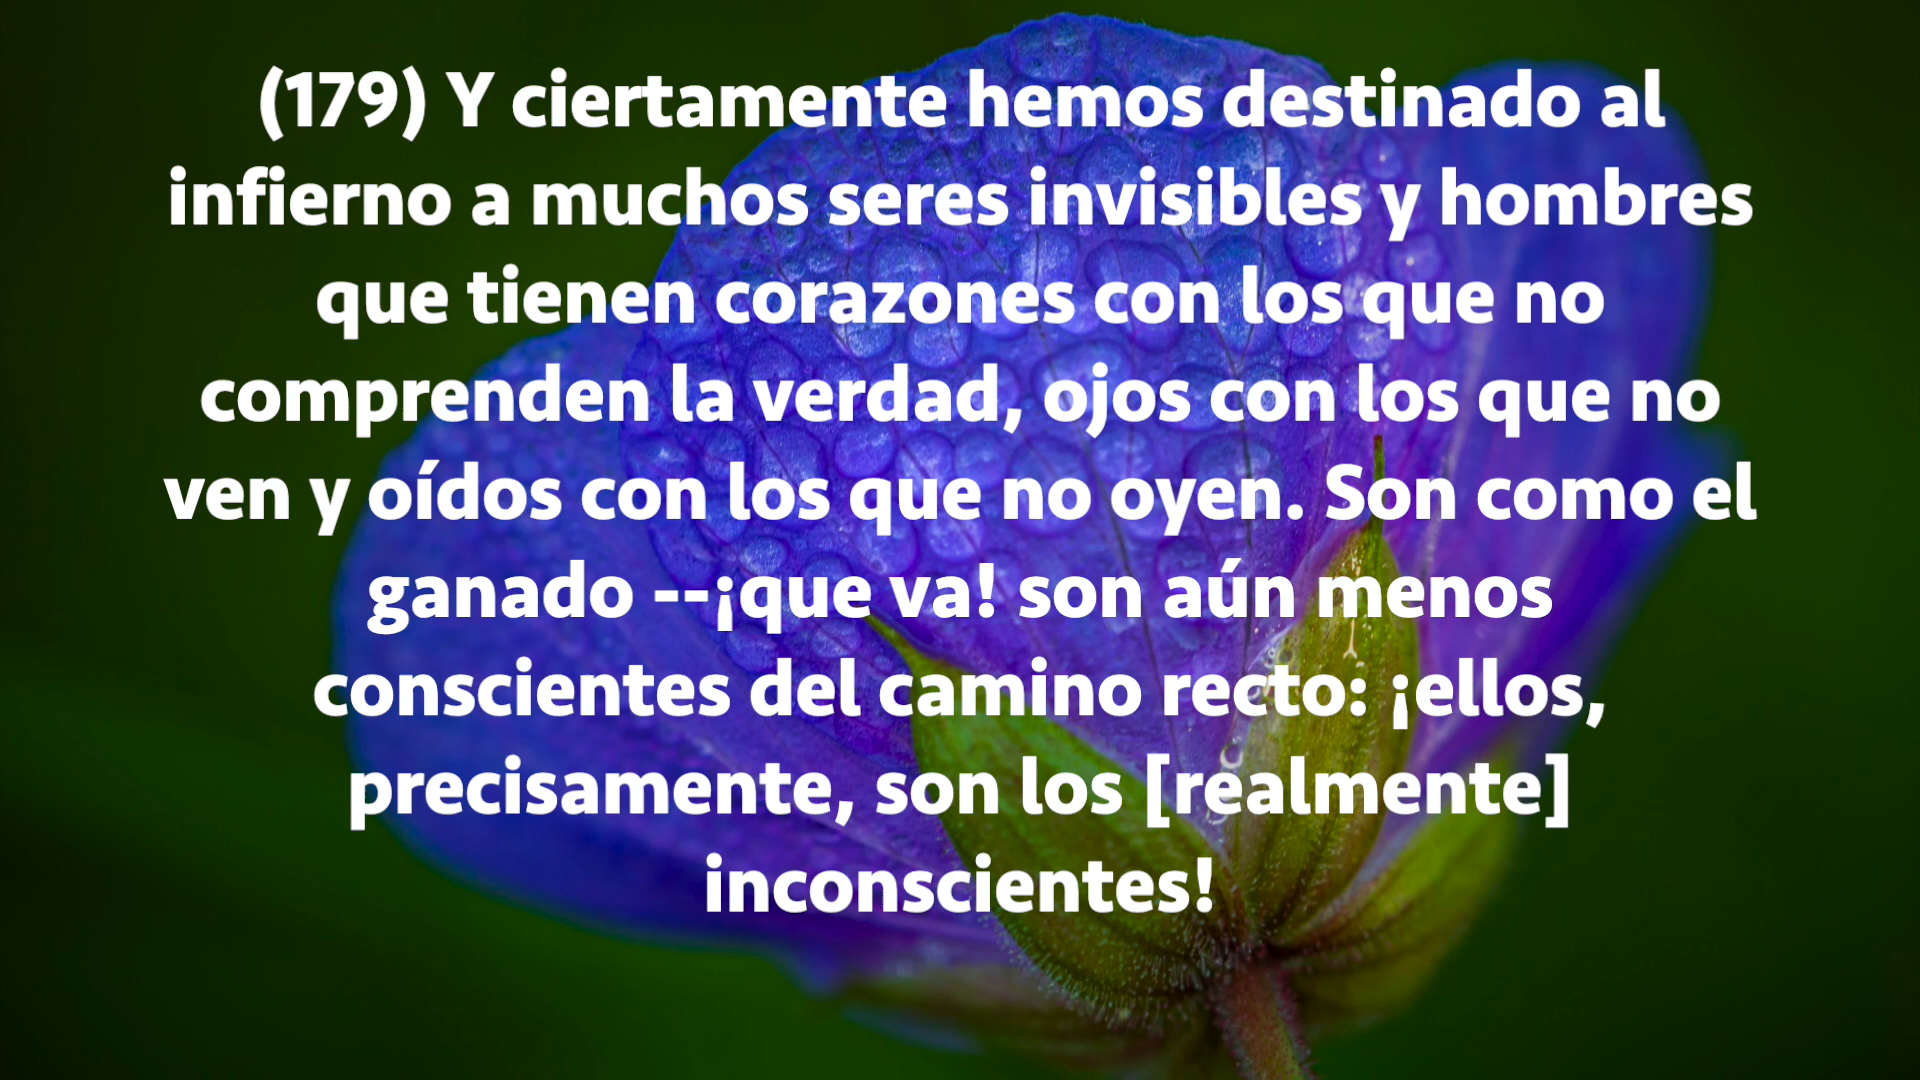 (179) Y ciertamente hemos destinado al
infierno a muchos seres invisibles y hombres
que tienen corazones con los que no
comprenden la verdad, ojos con los que no
ven y oídos con los que no oyen. Son como el
ganado --¡que va! son aún menos
conscientes del camino recto: ¡ellos,
precisamente, son los [realmente]
inconscientes!